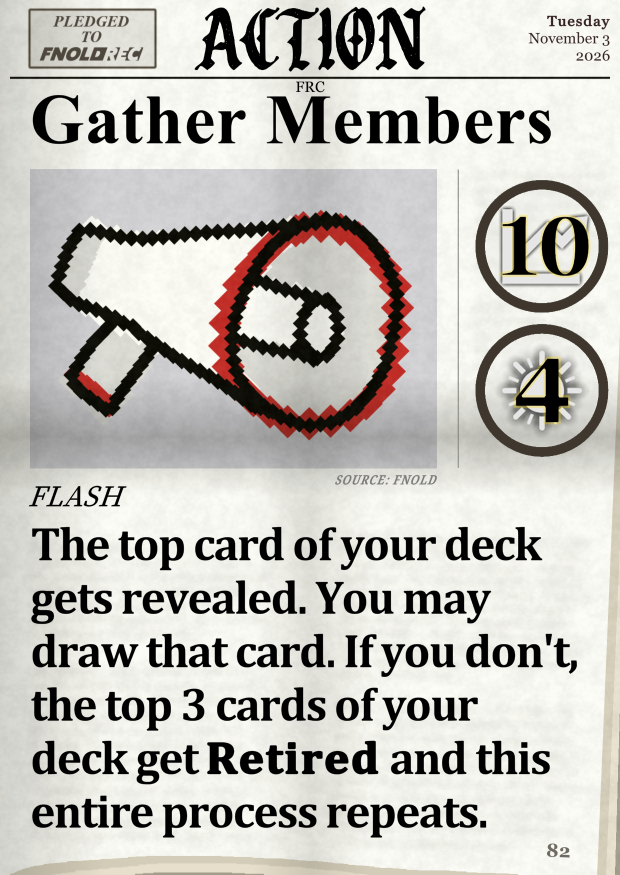 PLEDGED
TO
FNOLD REC
ACTION
Tuesday
November 3
2026
FRC
Gather Members
10
4
SOURCE: FNOLD
FLASH
The top card of your deck
gets revealed. You may
draw that card. If you don't,
the top 3 cards of your
deck get Retired and this
entire process repeats.
82